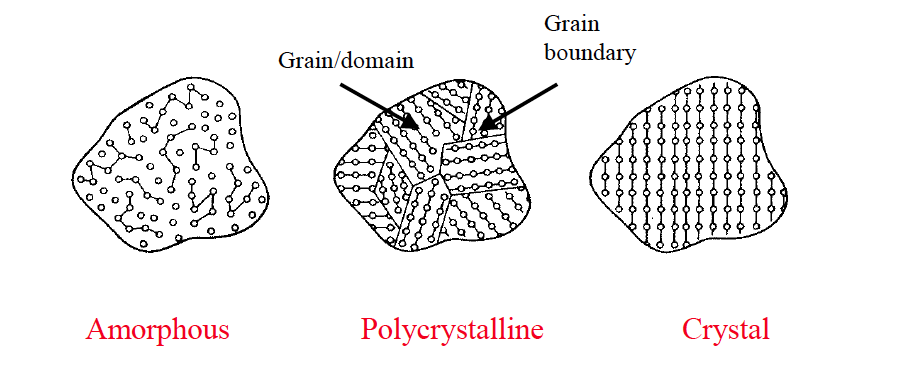 Grain/domain
Grain
boundary
Amorphous
Polycrystalline
Crystal